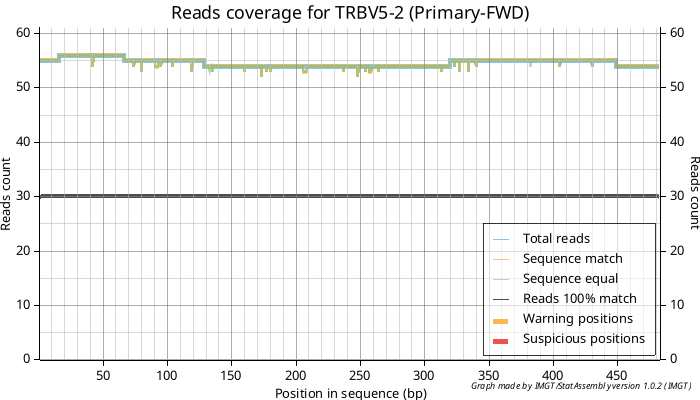 Reads coverage for TRBV5-2 (Primary-FWD)
60
60
50
50
40
40
30
30
20
20
10
10
0
0
Reads count
Reads count
Total reads
Sequence match
Sequence equal
Reads 100% match
Warning positions
Suspicious positions
50 100 150 200 250 300 350 400 450
Position in sequence (bp)
Graph made by IMGT/StatAssembly version 1.0.2 (IMGT)